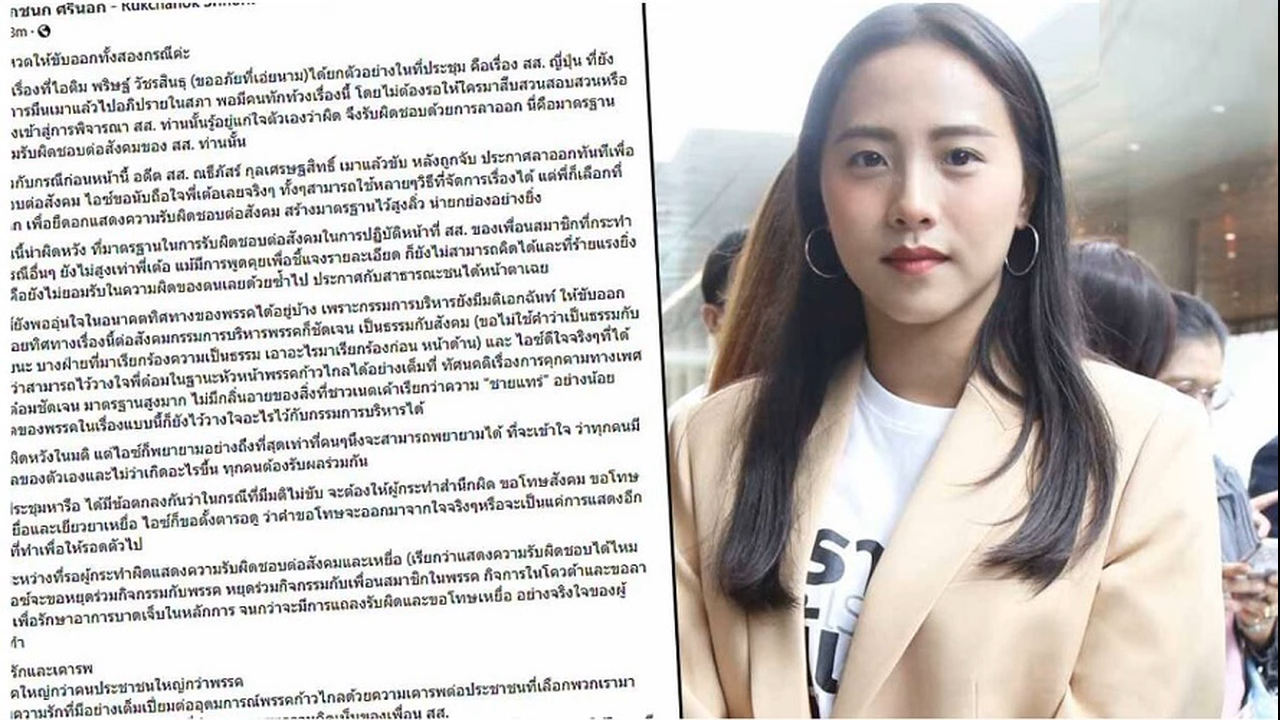 กชนก ศรีนอก - Rukchanok Srinork
3m ·
หวดให้ขับออกทั้งสองกรณีค่ะ
เรื่องที่ไอติม พริษฐ์ วัชรสินธุ (ขออภัยที่เอ่ยนาม)ได้ยกตัวอย่างในที่ประชุม คือเรื่อง สส. ญี่ปุ่น ที่ยัง
การมึนเมาแล้วไปอภิปรายในสภา พอมีคนทักท้วงเรื่องนี้ โดยไม่ต้องรอให้ใครมาสืบสวนสอบสวนหรือ
งเข้าสู่การพิจารณา สส. ท่านนั้นรู้อยู่แก่ใจตัวเองว่าผิด จึงรับผิดชอบด้วยการลาออก นี่คือมาตรฐาน
มรับผิดชอบต่อสังคมของ สส. ท่านนั้น
กับกรณีก่อนหน้านี้ อดีต สส. ณธีภัสร์ กุลเศรษฐสิทธิ์ เมาแล้วขับ หลังถูกจับ ประกาศลาออกทันทีเพื่อ
อบต่อสังคม ไอซ์ขอนับถือใจพี่เต้อเลยจริงๆ ทั้งๆสามารถใช้หลายๆวิธีที่จัดการเรื่องได้ แต่พี่ก็เลือกที่
ก เพื่อยืดอกแสดงความรับผิดชอบต่อสังคม สร้างมาตรฐานไว้สูงลิ่ว น่ายกย่องอย่างยิ่ง
นี้น่าผิดหวัง ที่มาตรฐานในการรับผิดชอบต่อสังคมในการปฏิบัติหน้าที่ สส. ของเพื่อนสมาชิกที่กระทำ
รณีอื่นๆ ยังไม่สูงเท่าพี่เต้อ แม้มีการพูดคุยเพื่อชี้แจงรายละเอียด ก็ยังไม่สามารถคิดได้และที่ร้ายแรงยิ่ง
คือยังไม่ยอมรับในความผิดของตนเลยด้วยซ้ำไป ประกาศกับสาธารณะชนได้หน้าตาเฉย
ยังพออุ่นใจในอนาคตทิศทางของพรรคได้อยู่บ้าง เพราะกรรมการบริหารยังมีมติเอกฉันท์ ให้ขับออก
อยทิศทางเรื่องนี้ต่อสังคมกรรมการบริหารพรรคก็ชัดเจน เป็นธรรมกับสังคม (ขอไม่ใช้คำว่าเป็นธรรมกับ
นะ บางฝ่ายที่มาเรียกร้องความเป็นธรรม เอาอะไรมาเรียกร้องก่อน หน้าด้าน) และ ไอซ์ดีใจจริงๆที่ได้
ว่าสามารถไว้วางใจพี่ต๋อมในฐานะหัวหน้าพรรคก้าวไกลได้อย่างเต็มที่ ทัศนคติเรื่องการคุกคามทางเพศ
ต๋อมชัดเจน มาตรฐานสูงมาก ไม่มีกลิ่นอายของสิ่งที่ชาวเนตเค้าเรียกว่าความ "ชายแทร่" อย่างน้อย
ของพรรคในเรื่องแบบนี้ก็ยังไว้วางใจอะไรไว้กับกรรมการบริหารได้
ผิดหวังในมติ แต่ไอซ์ก็พยายามอย่างถึงที่สุดเท่าที่คนๆนึงจะสามารถพยายามได้ ที่จะเข้าใจ ว่าทุกคนมี
ลของตัวเองและไม่ว่าเกิดอะไรขึ้น ทุกคนต้องรับผลร่วมกัน
ประชุมหารือ ได้มีข้อตกลงกันว่าในกรณีที่มีมติไม่ขับ จะต้องให้ผู้กระทำสำนึกผิด ขอโทษสังคม ขอโทษ
ยื่อและเยียวยาเหยื่อ ไอซ์ก็ขอตั้งตารอดู ว่าคำขอโทษจะออกมาจากใจจริงๆหรือจะเป็นแค่การแสดงอีก
ที่ทำเพื่อให้รอดตัวไป
ะหว่างที่รอผู้กระทำผิดแสดงความรับผิดชอบต่อสังคมและเหยื่อ (เรียกว่าแสดงความรับผิดชอบได้ไหม
อซ์จะขอหยุดร่วมกิจกรรมกับพรรค หยุดร่วมกิจกรรมกับเพื่อนสมาชิกในพรรค กิจการในโควต้าและขอลา
เพื่อรักษาอาการบาดเจ็บในหลักการ จนกว่าจะมีการแถลงรับผิดและขอโทษเหยื่อ อย่างจริงใจของผู้
ทำ
รักและเคารพ
คใหญ่กว่าคนประชาชนใหญ่กว่าพรรค
ความรักที่มีอย่างเต็มเปี่ยมต่ออุดมการณ์พรรคก้าวไกลด้วยความเคารพต่อประชาชนที่เลือกพวกเรามา
ของเพื่อน สส.